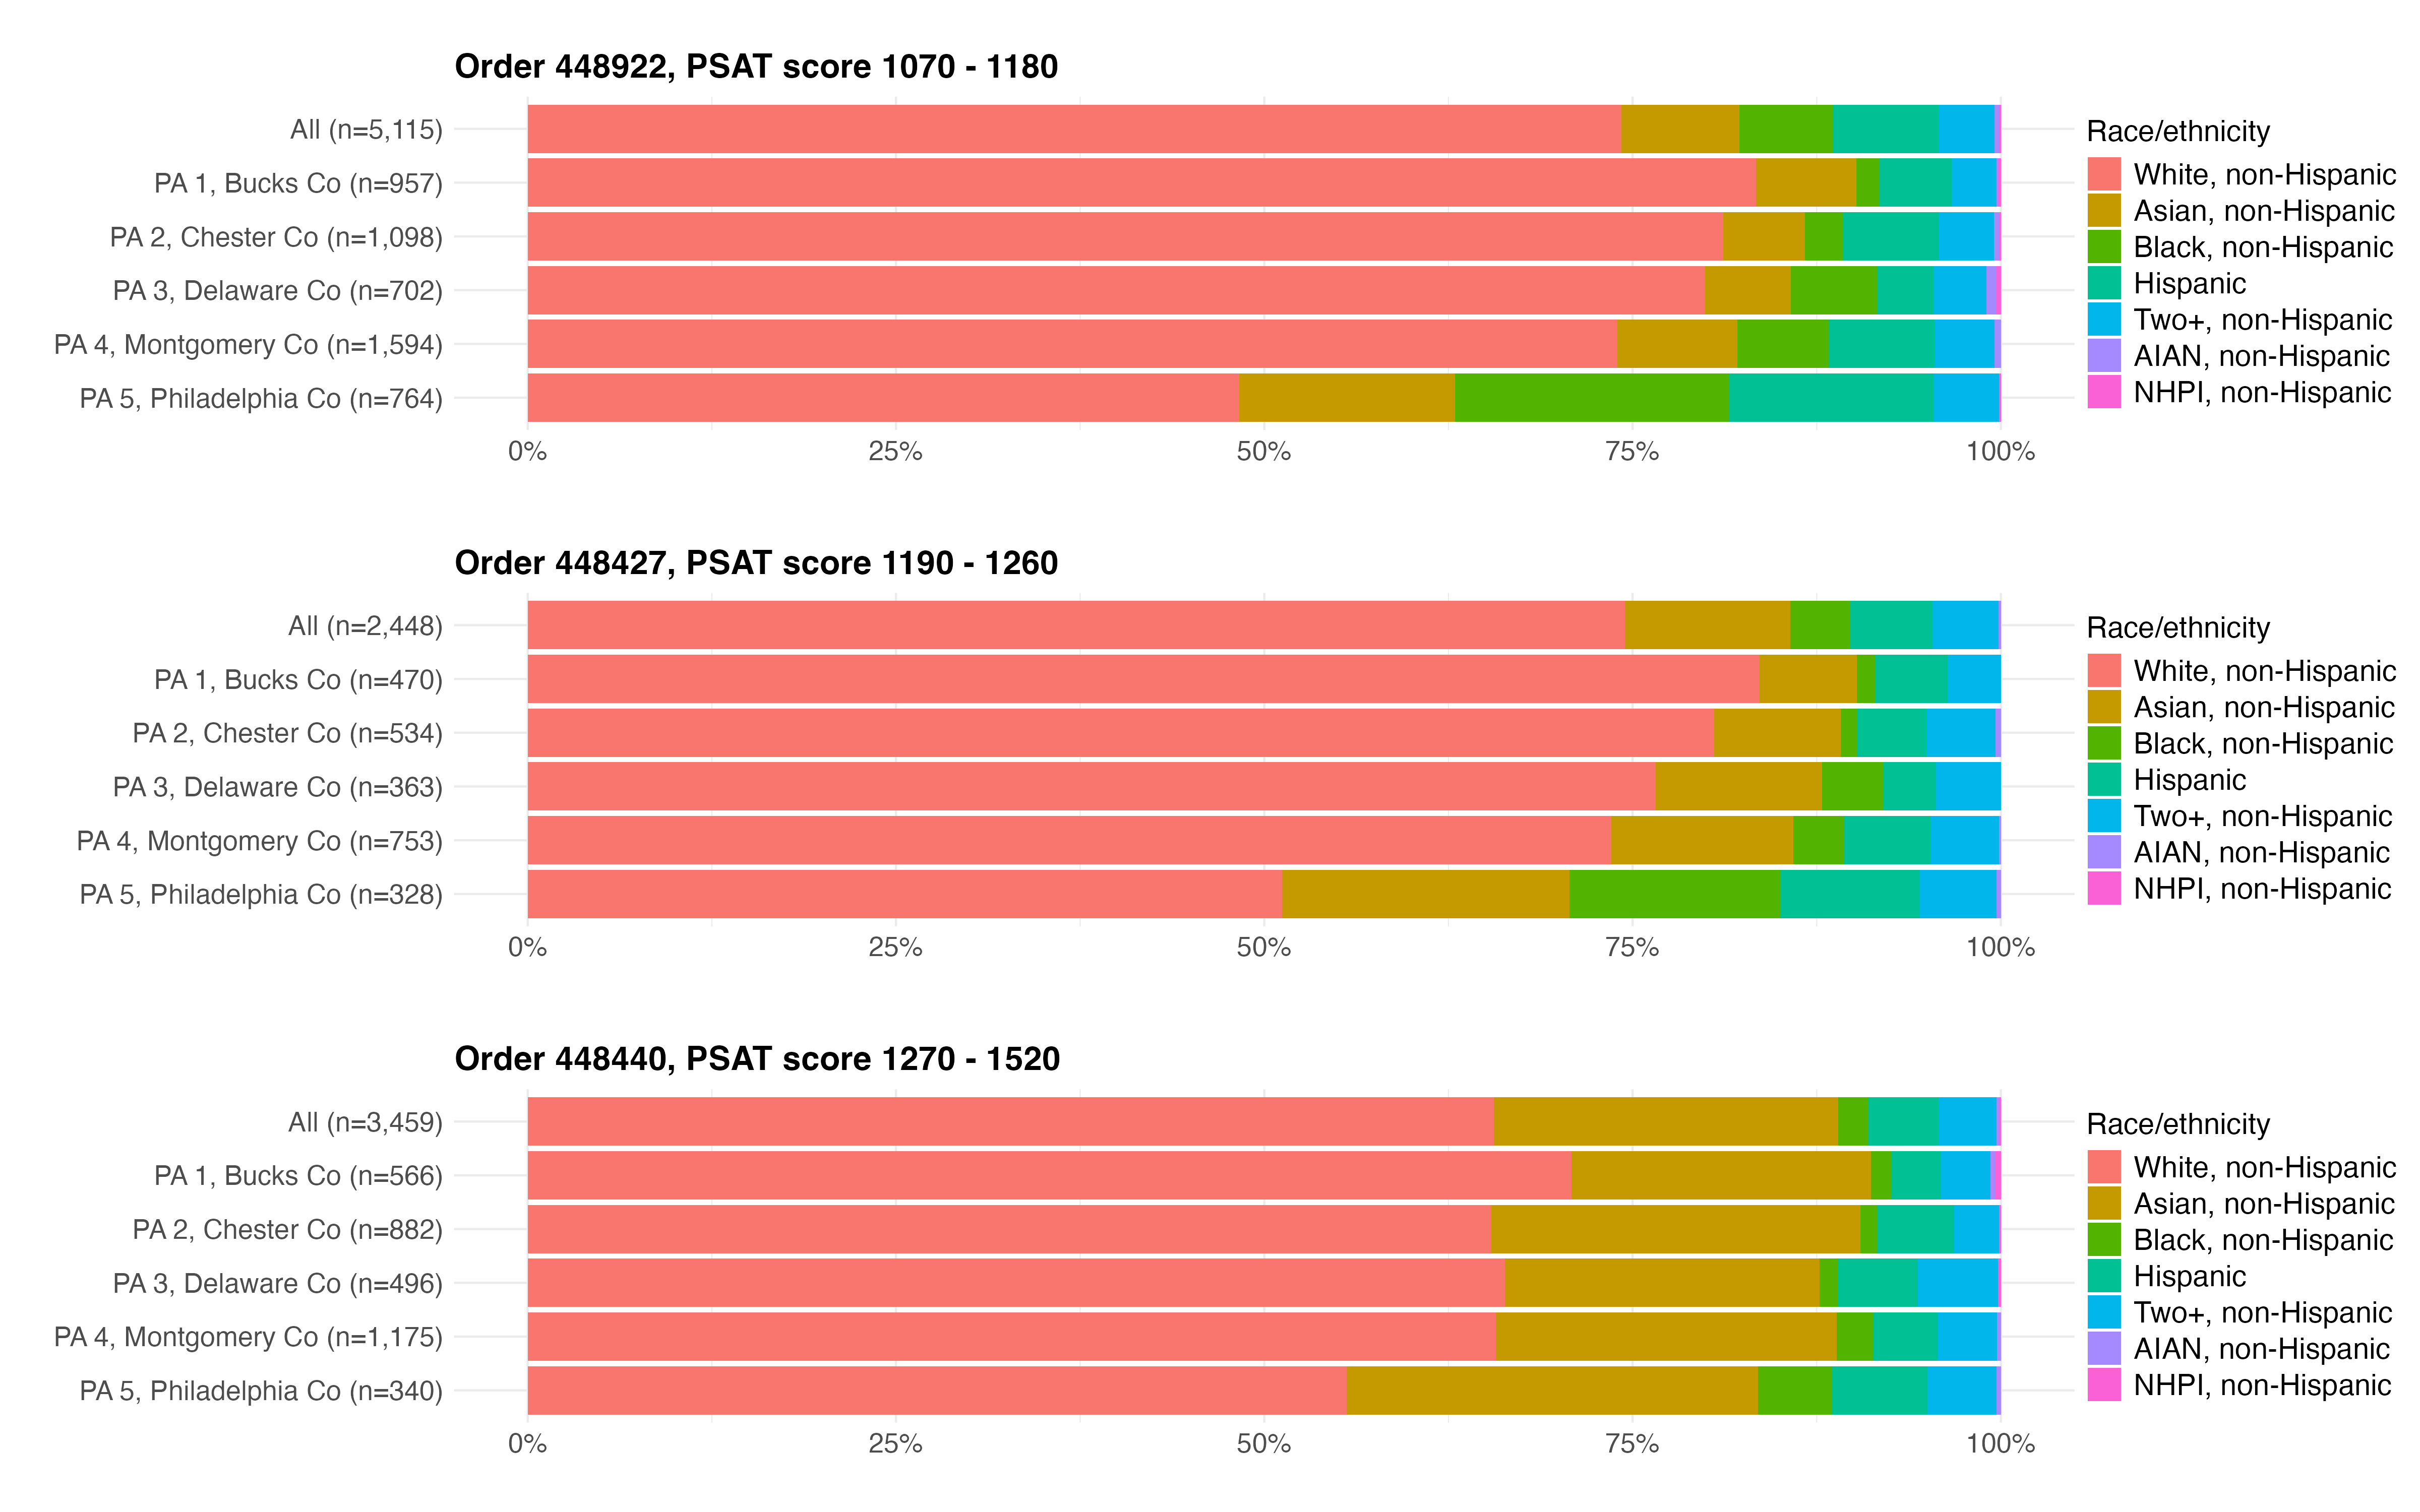 Order 448922, PSAT score 1070 - 1180
All (n=5,115)
PA 1, Bucks Co (n=957)
PA 2, Chester Co (n=1,098)
PA 3, Delaware Co (n=702)
PA 4, Montgomery Co (n=1,594)
PA 5, Philadelphia Co (n=764)
0% 25% 50% 75% 100%
Race/ethnicity
White, non-Hispanic
Asian, non-Hispanic
Black, non-Hispanic
Hispanic
Two+, non-Hispanic
AIAN, non-Hispanic
NHPI, non-Hispanic
Order 448427, PSAT score 1190 - 1260
All (n=2,448)
PA 1, Bucks Co (n=470)
PA 2, Chester Co (n=534)
PA 3, Delaware Co (n=363)
PA 4, Montgomery Co (n=753)
PA 5, Philadelphia Co (n=328)
0% 25% 50% 75% 100%
Race/ethnicity
White, non-Hispanic
Asian, non-Hispanic
Black, non-Hispanic
Hispanic
Two+, non-Hispanic
AIAN, non-Hispanic
NHPI, non-Hispanic
Order 448440, PSAT score 1270 - 1520
All (n=3,459)
PA 1, Bucks Co (n=566)
PA 2, Chester Co (n=882)
PA 3, Delaware Co (n=496)
PA 4, Montgomery Co (n=1,175)
PA 5, Philadelphia Co (n=340)
0% 25% 50% 75% 100%
Race/ethnicity
White, non-Hispanic
Asian, non-Hispanic
Black, non-Hispanic
Hispanic
Two+, non-Hispanic
AIAN, non-Hispanic
NHPI, non-Hispanic